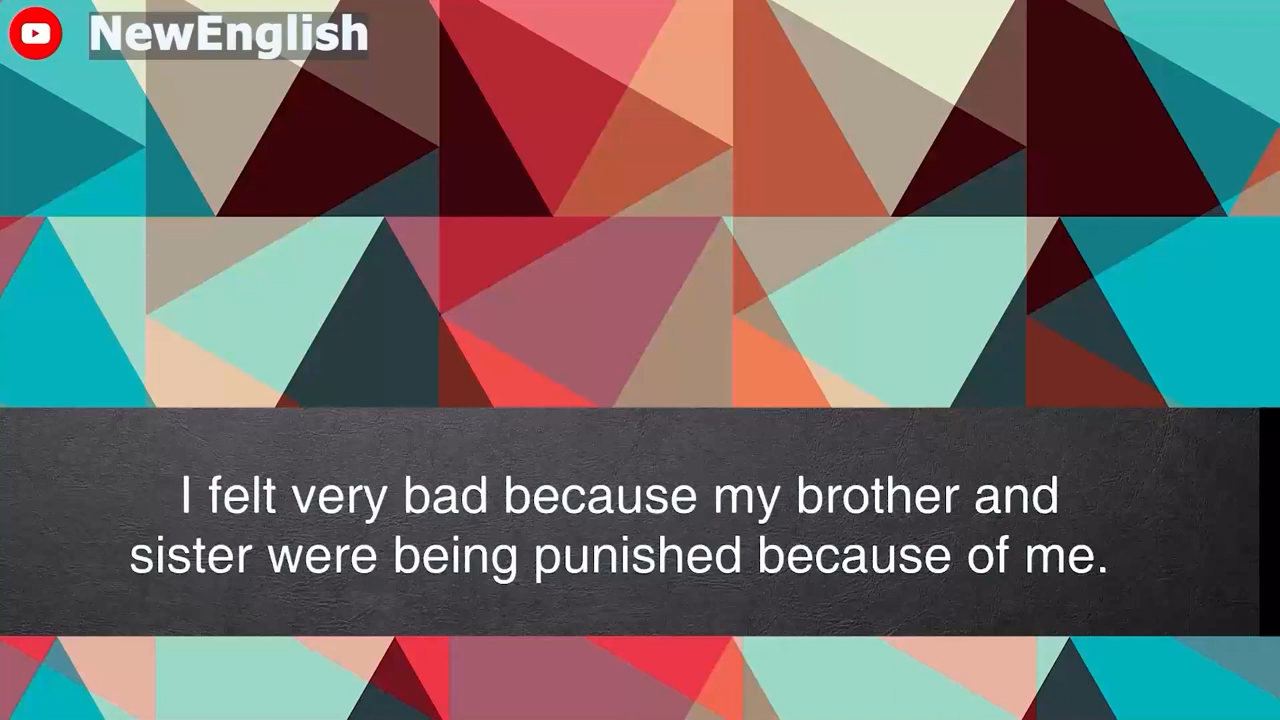 NewEnglish
I felt very bad because my brother and
sister were being punished because of me.